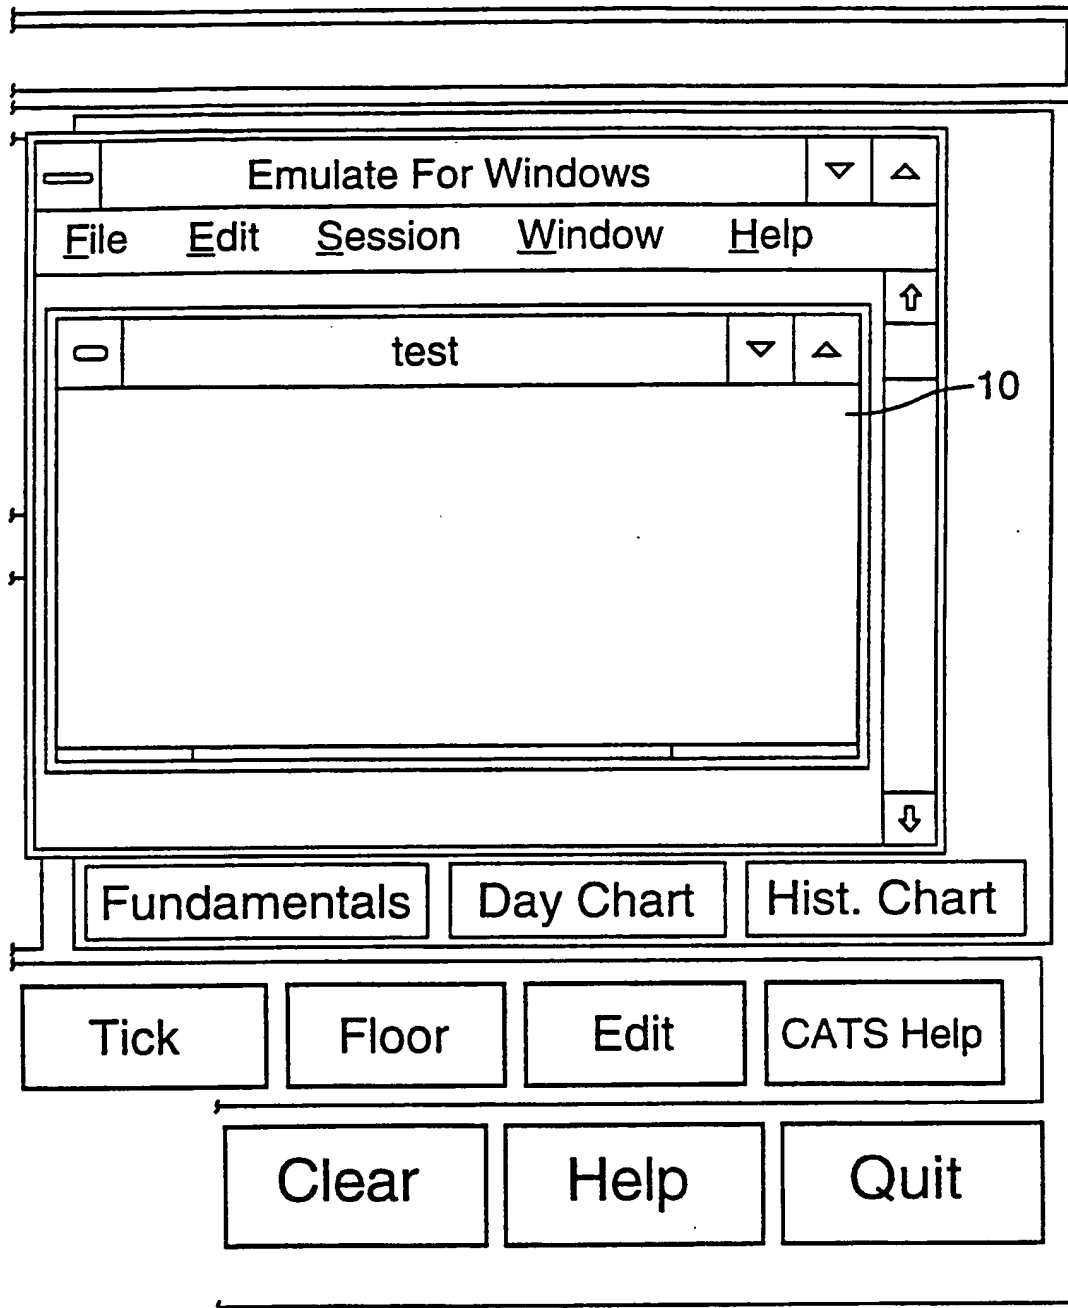 Emulate For Windows
File Edit Session Window Help
test
10
Fundamentals Day Chart Hist. Chart
Tick Floor Edit CATS Help
Clear Help Quit